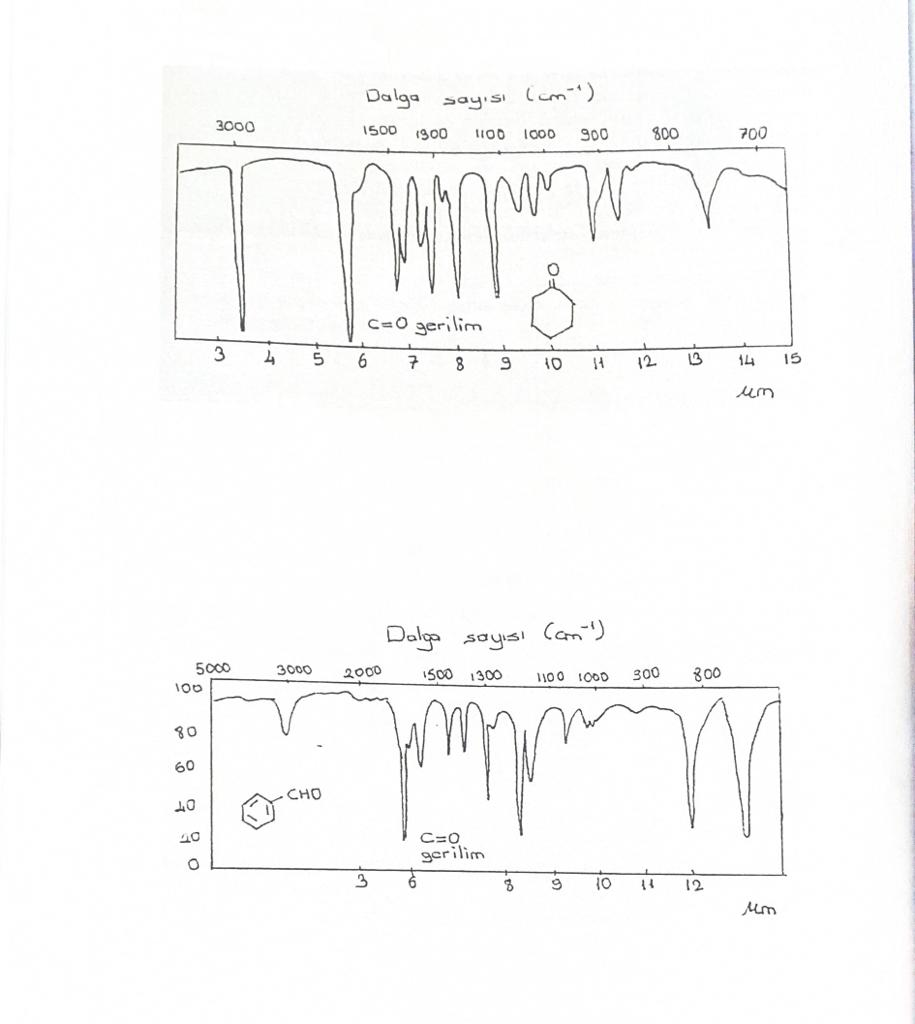 Dalga sayısı (cm⁻¹)
3000 1500 1300 1100 1000 900 800 700
O
C=O gerilim
3 4 5 6 7 8 9 10 11 12 13 14 15
µm
Dalga sayısı (cm⁻¹)
5000 3000 2000 1500 1300 1100 1000 300 800
100
80
60
CHO
40
20
C=O
gerilim
0
3 6 8 9 10 11 12
µm